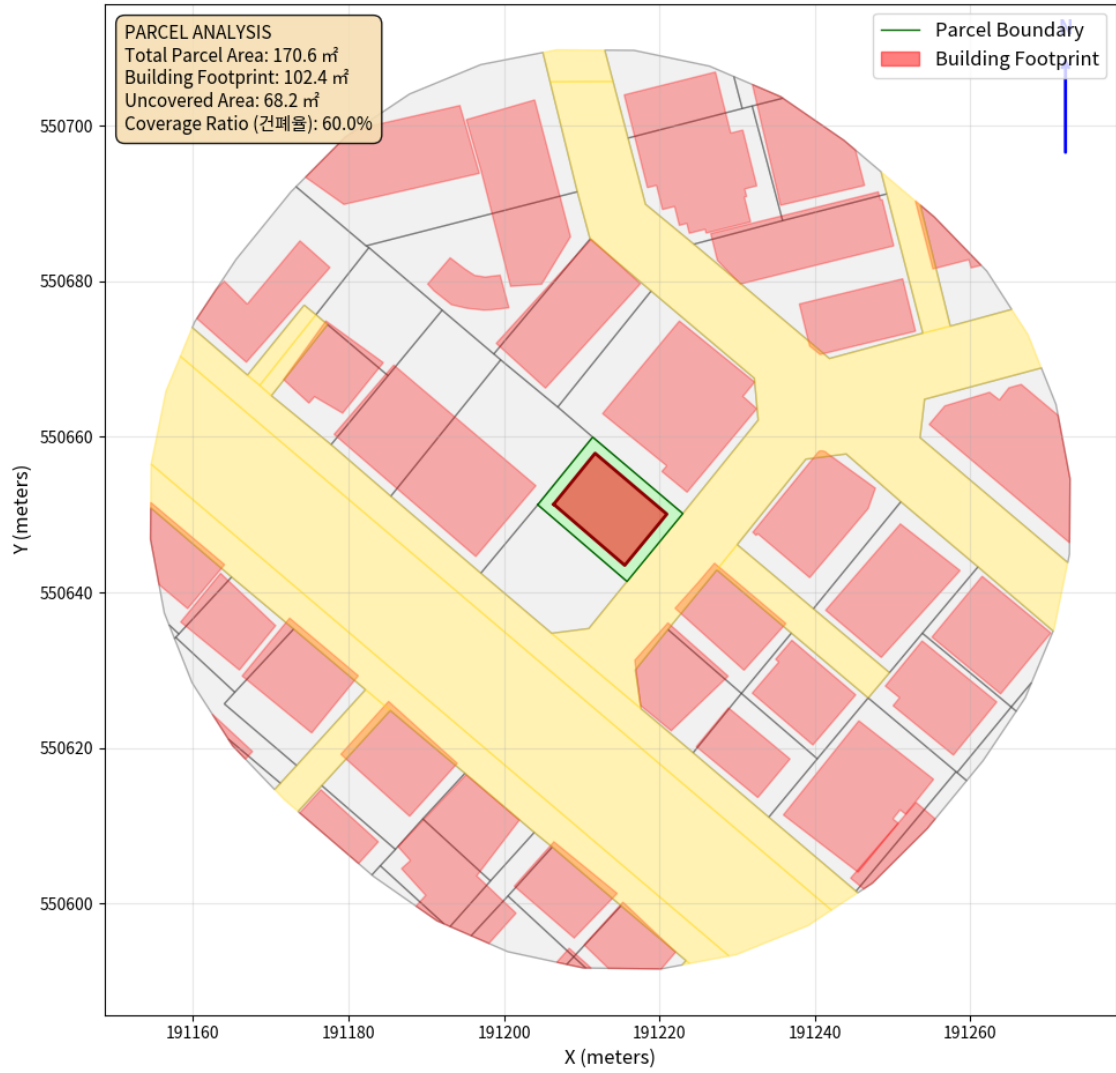 PARCEL ANALYSIS
Total Parcel Area: 170.6 ㎡
Building Footprint: 102.4 ㎡
Uncovered Area: 68.2 ㎡
Coverage Ratio (건폐율): 60.0%
Parcel Boundary
Building Footprint
N
550700
550680
550660
550640
550620
550600
Y (meters)
191160
191180
191200
191220
191240
191260
X (meters)